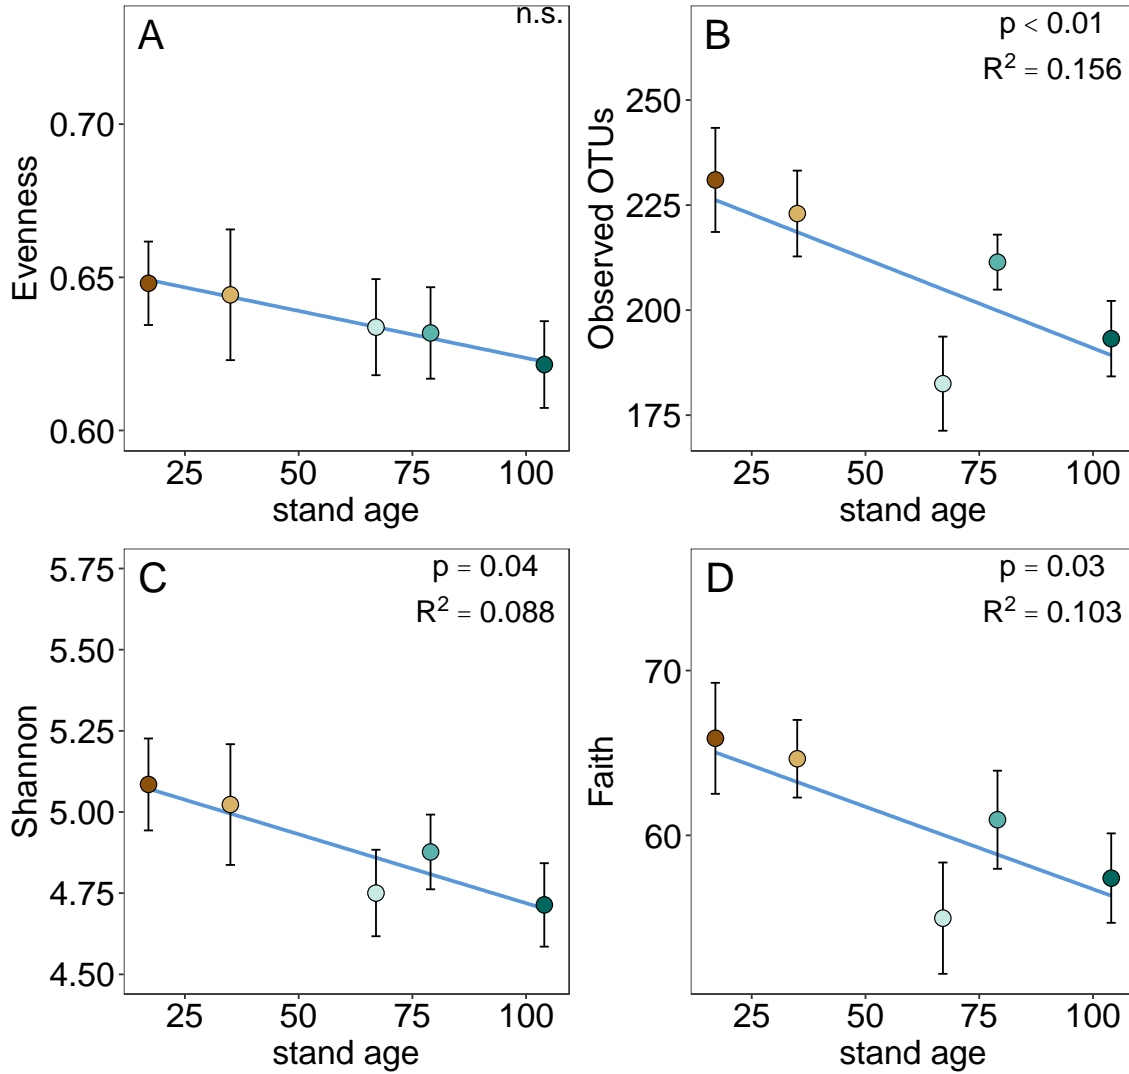 A
n.s.
Evenness
0.70
0.65
0.60
25 50 75 100
stand age
B
p < 0.01
R² = 0.156
Observed OTUs
250
225
200
175
25 50 75 100
stand age
C
p = 0.04
R² = 0.088
Shannon
5.75
5.50
5.25
5.00
4.75
4.50
25 50 75 100
stand age
D
p = 0.03
R² = 0.103
Faith
70
60
25 50 75 100
stand age